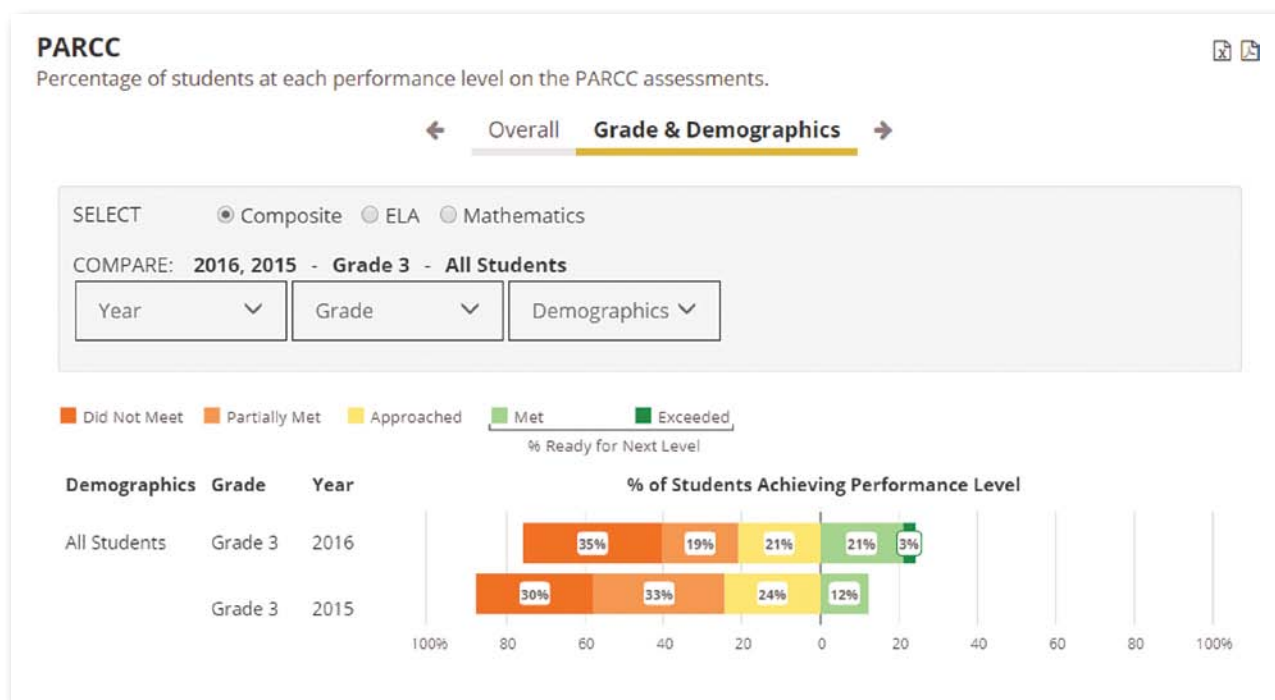 PARCC
Percentage of students at each performance level on the PARCC assessments.
Overall Grade & Demographics
SELECT Composite ELA Mathematics
COMPARE: 2016, 2015 - Grade 3 - All Students
Year Grade Demographics
Did Not Meet Partially Met Approached Met Exceeded
% Ready for Next Level
Demographics Grade Year % of Students Achieving Performance Level
All Students Grade 3 2016 35% 19% 21% 21% 3%
Grade 3 2015 30% 33% 24% 12%
100% 80 60 40 20 0 20 40 60 80 100%